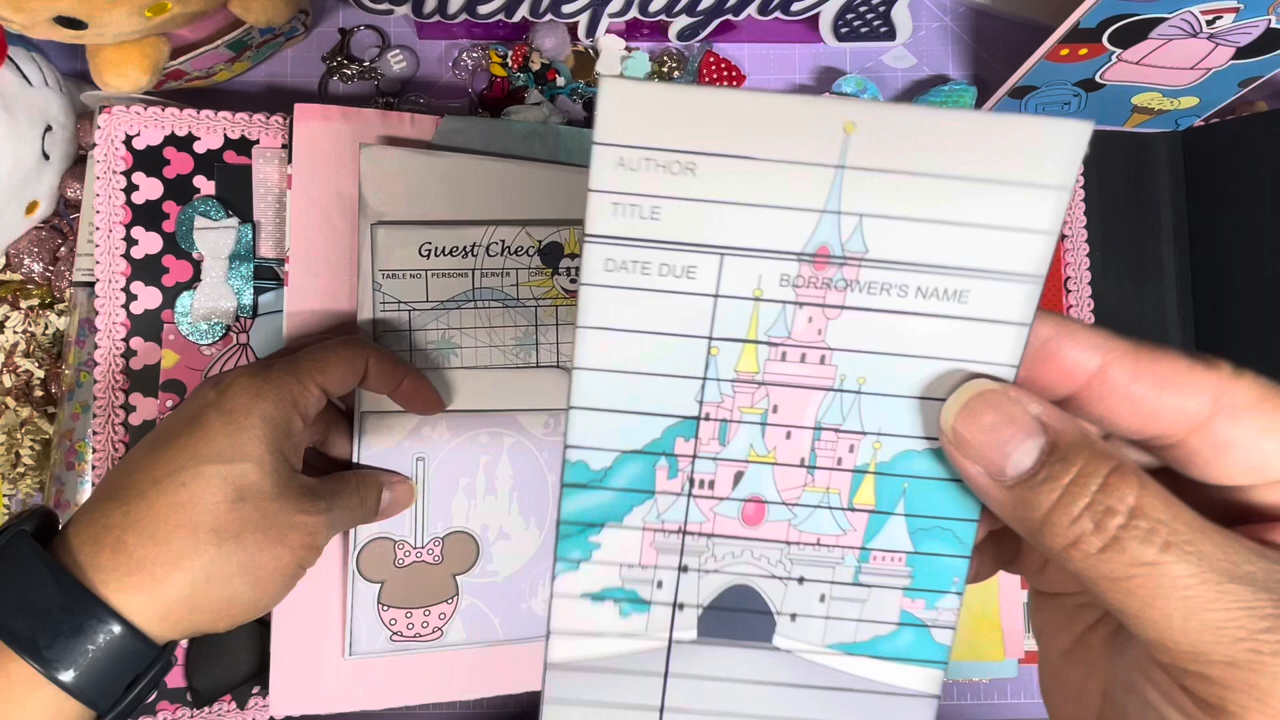 Guest Check
TABLE NO. PERSONS SERVER
AUTHOR
TITLE
DATE DUE BORROWER'S NAME
m